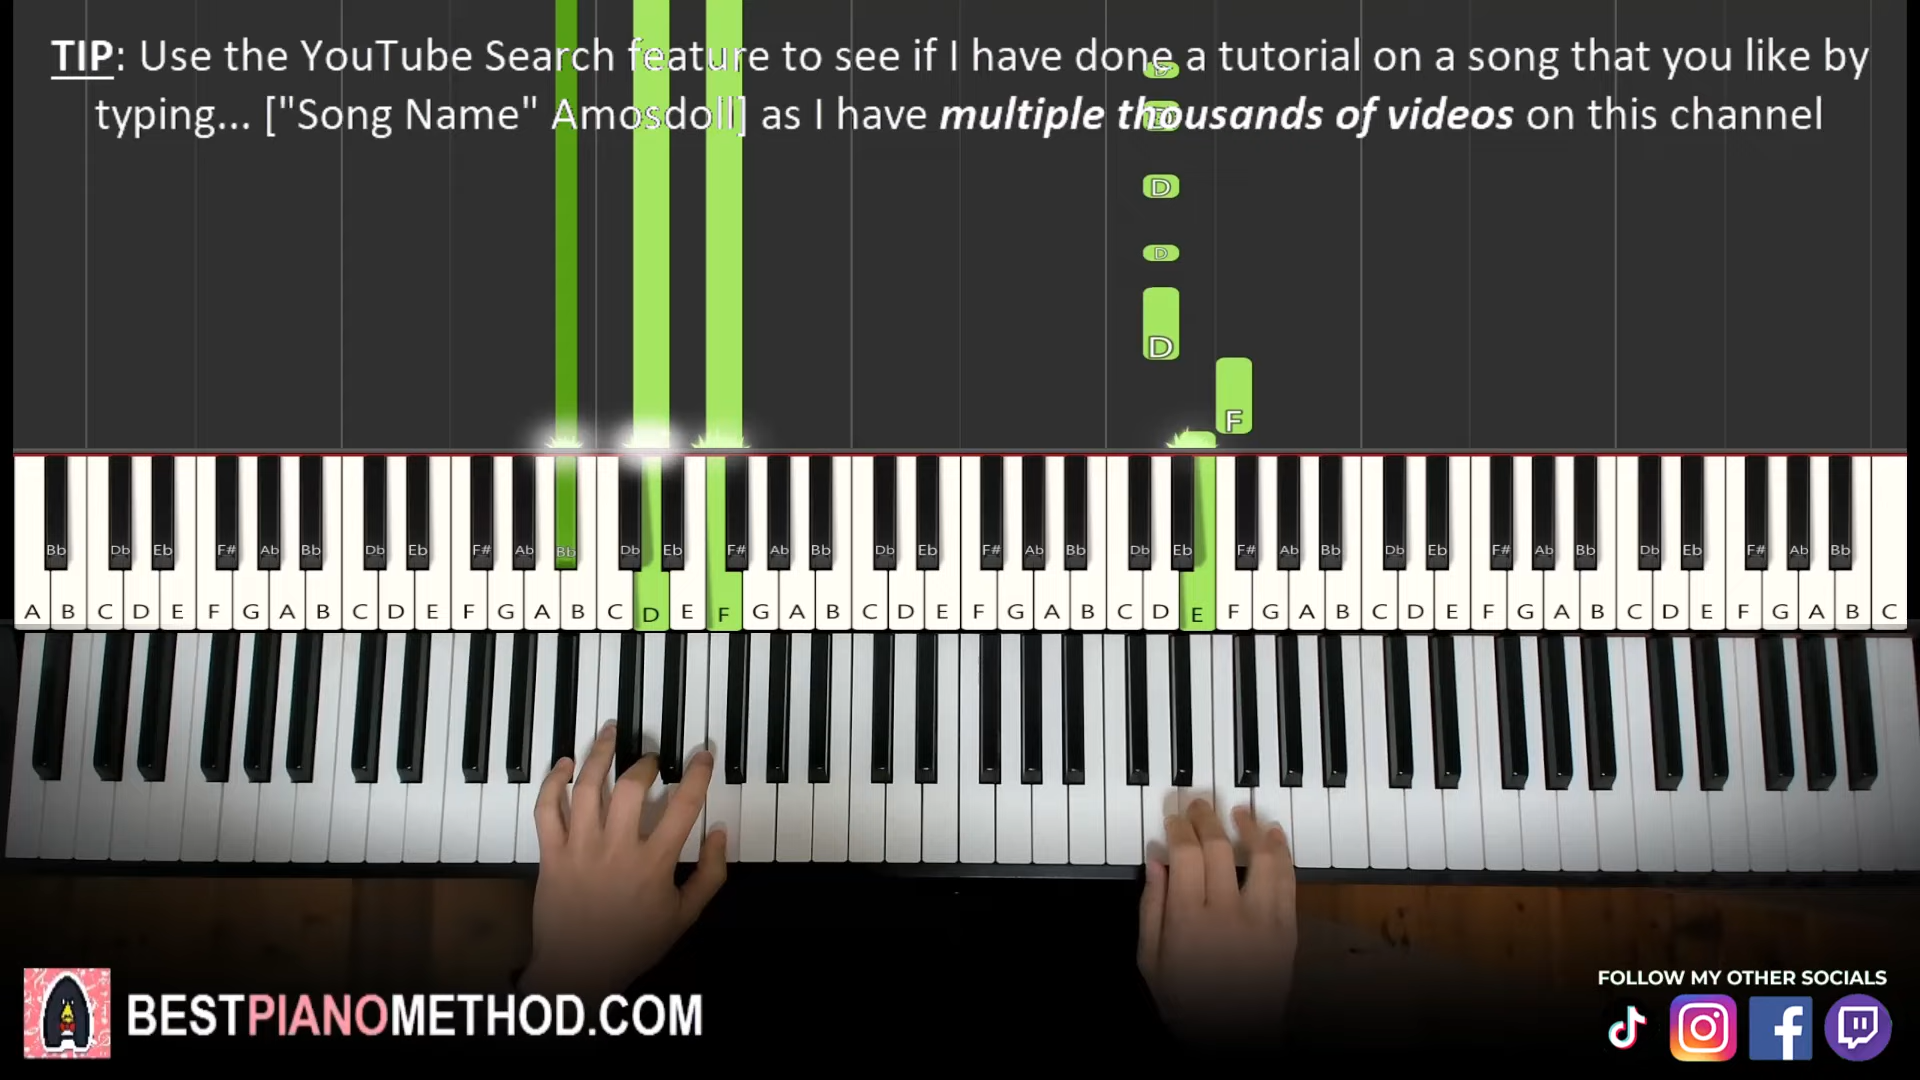 TIP: Use the YouTube Search feature to see if I have done a tutorial on a song that you like by
typing... ["Song Name" Amosdoll] as I have multiple thousands of videos on this channel
D
D
D
D
D
F
Bb Db Eb F# Ab Bb Db Eb F# Ab Bb Db Eb F# Ab Bb Db Eb F# Ab Bb Db Eb F# Ab Bb Db Eb F# Ab Bb Db Eb F# Ab Bb
A B C D E F G A B C D E F G A B C D E F G A B C D E F G A B C D E F G A B C D E F G A B C D E F G A B C
FOLLOW MY OTHER SOCIALS
BESTPIANOMETHOD.COM